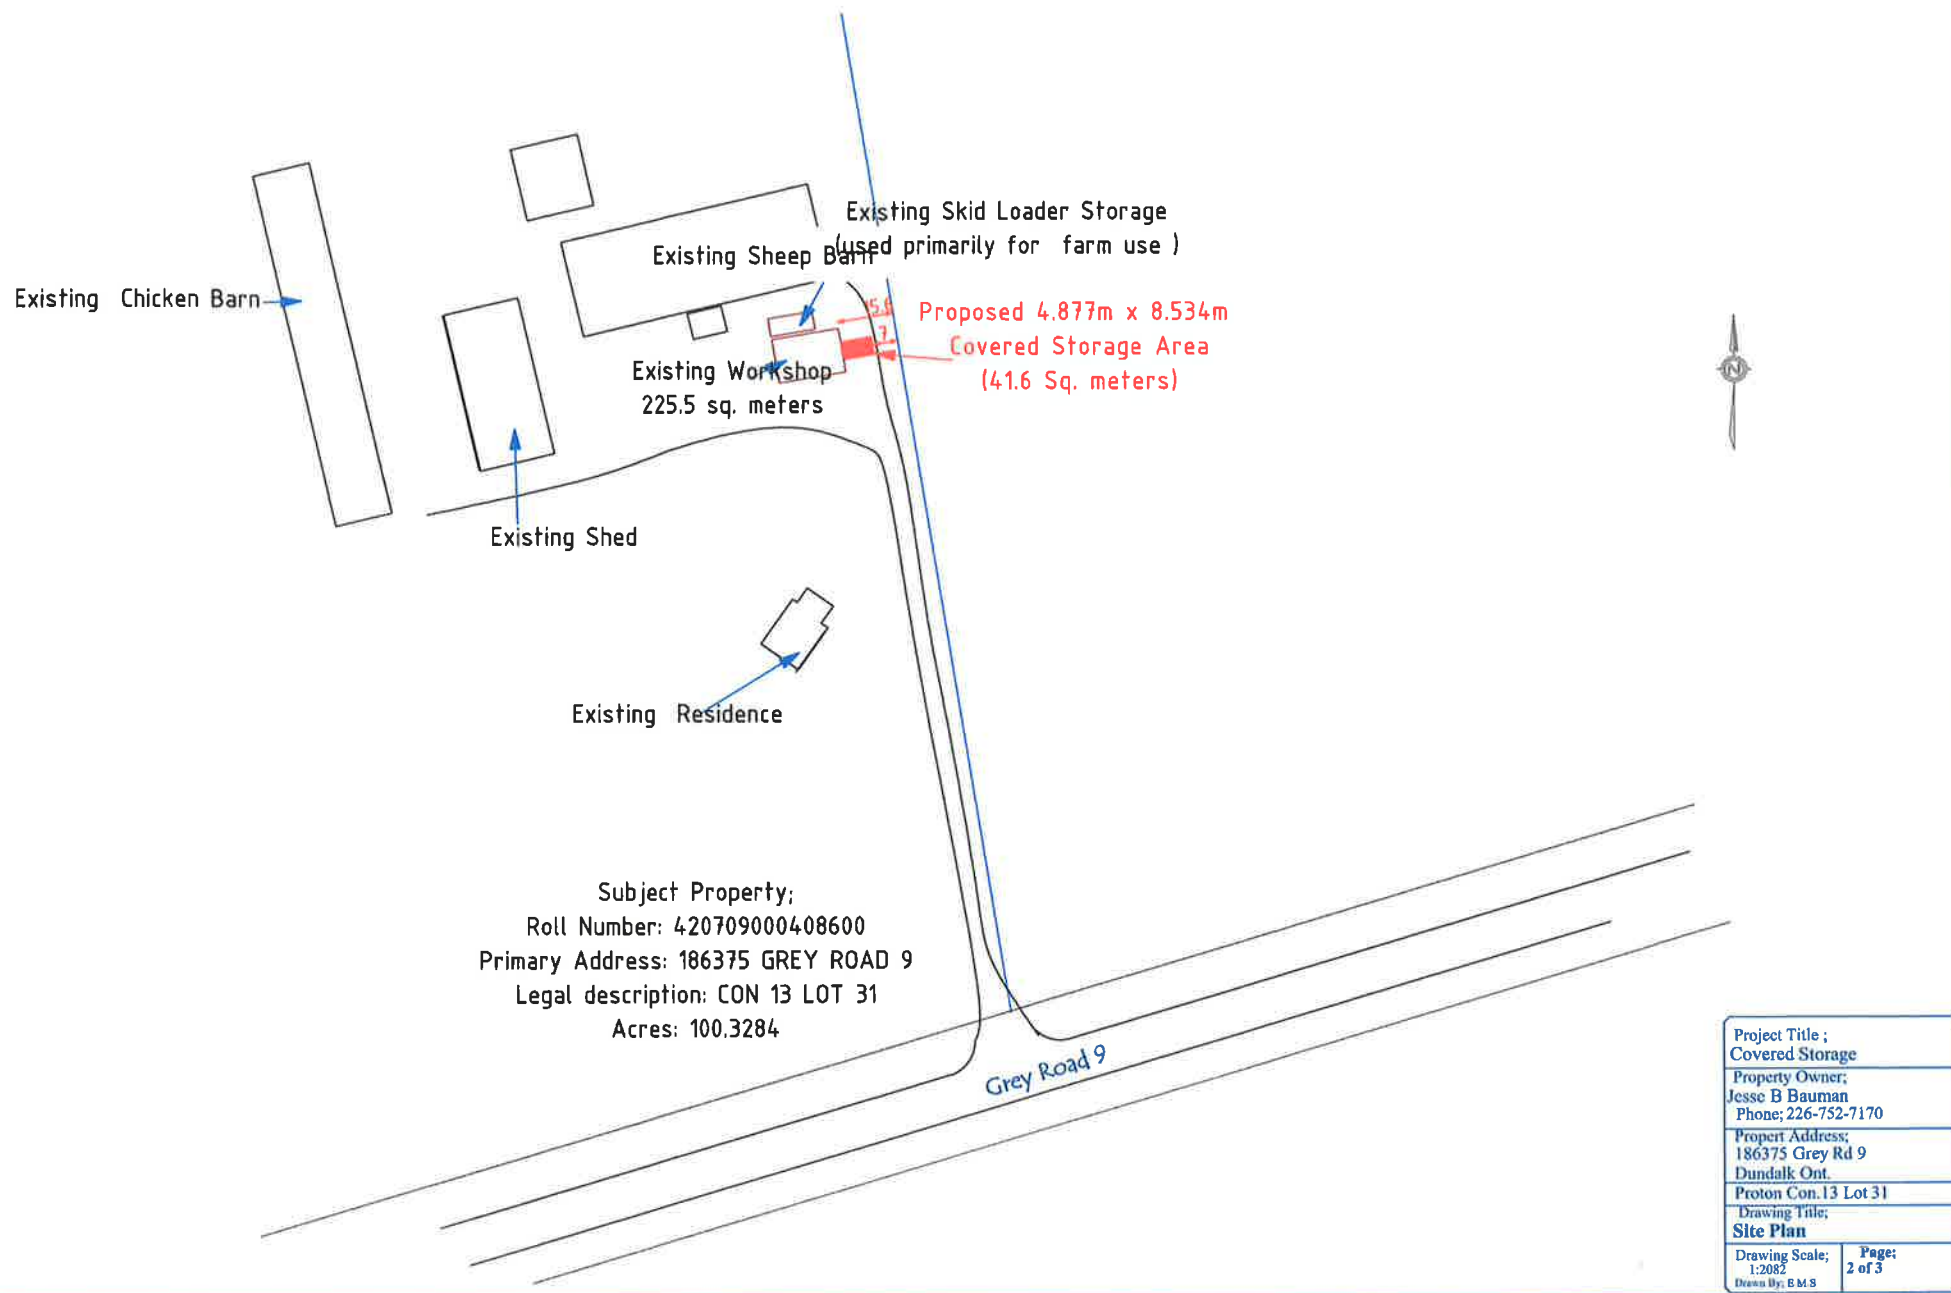 Existing Skid Loader Storage
(used primarily for farm use )
Existing Sheep Barn
Existing Chicken Barn
Proposed 4.877m x 8.534m
Covered Storage Area
(41.6 Sq. meters)
7
N
Existing Workshop
225.5 sq. meters
Existing Shed
Existing Residence
Subject Property;
Roll Number: 420709000408600
Primary Address: 186375 GREY ROAD 9
Legal description: CON 13 LOT 31
Acres: 100.3284
Grey Road 9
Project Title ;
Covered Storage
Property Owner;
Jesse B Bauman
Phone; 226-752-7170
Propert Address;
186375 Grey Rd 9
Dundalk Ont.
Proton Con.13 Lot 31
Drawing Title;
Site Plan
Drawing Scale;
1:2082
Drawn By; B M S
Page;
2 of 3